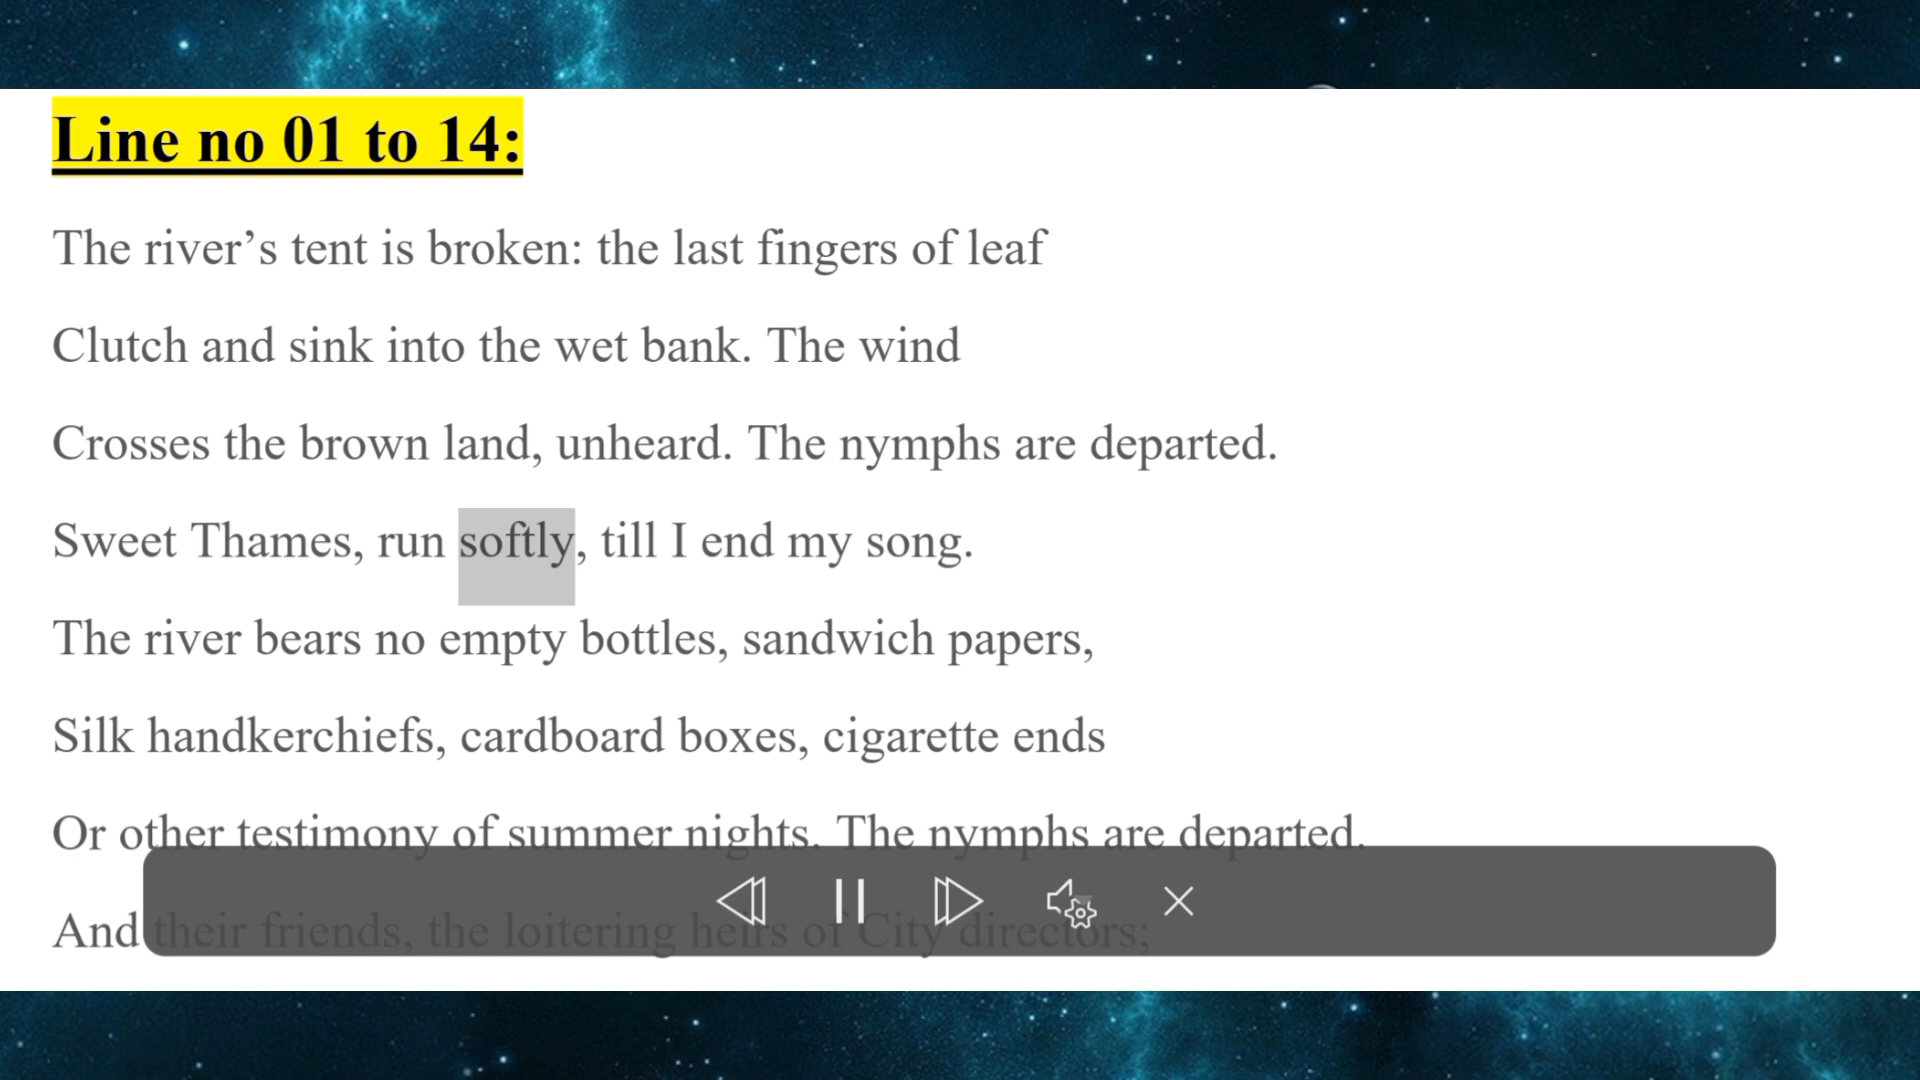 Line no 01 to 14:
The river’s tent is broken: the last fingers of leaf
Clutch and sink into the wet bank. The wind
Crosses the brown land, unheard. The nymphs are departed.
Sweet Thames, run softly, till I end my song.
The river bears no empty bottles, sandwich papers,
Silk handkerchiefs, cardboard boxes, cigarette ends
Or other testimony of summer nights. The nymphs are departed.
And their friends, the loitering heirs of City directors;